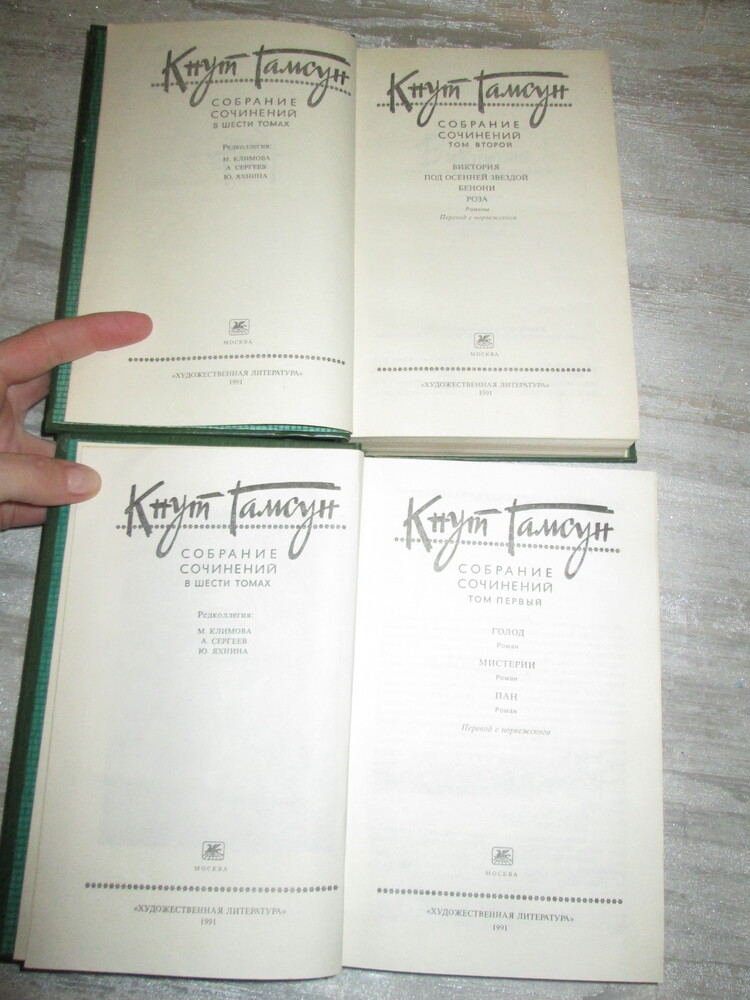 Кнут Гамсун
СОБРАНИЕ
СОЧИНЕНИЙ
В ШЕСТИ ТОМАХ
Редколлегия:
М. КЛИМОВА
А. СЕРГЕЕВ
Ю. ЯХНИНА
МОСКВА
«ХУДОЖЕСТВЕННАЯ ЛИТЕРАТУРА»
1991
Кнут Гамсун
СОБРАНИЕ
СОЧИНЕНИЙ
ТОМ ВТОРОЙ
ВИКТОРИЯ
ПОД ОСЕННЕЙ ЗВЕЗДОЙ
БЕНОНИ
РОЗА
Романы
Перевод с норвежского
МОСКВА
«ХУДОЖЕСТВЕННАЯ ЛИТЕРАТУРА»
1991
Кнут Гамсун
СОБРАНИЕ
СОЧИНЕНИЙ
В ШЕСТИ ТОМАХ
Редколлегия:
М. КЛИМОВА
А. СЕРГЕЕВ
Ю. ЯХНИНА
МОСКВА
«ХУДОЖЕСТВЕННАЯ ЛИТЕРАТУРА»
1991
Кнут Гамсун
СОБРАНИЕ
СОЧИНЕНИЙ
ТОМ ПЕРВЫЙ
ГОЛОД
Роман
МИСТЕРИИ
Роман
ПАН
Роман
Перевод с норвежского
МОСКВА
«ХУДОЖЕСТВЕННАЯ ЛИТЕРАТУРА»
1991